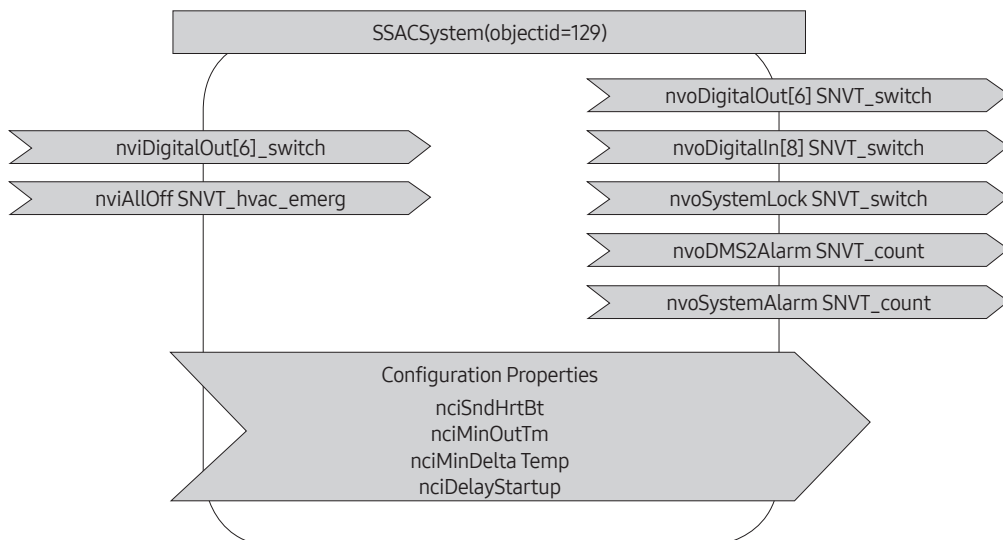 SSACSystem(objectid=129)
nvoDigitalOut[6] SNVT_switch
nviDigitalOut[6]_switch
nvoDigitalIn[8] SNVT_switch
nviAllOff SNVT_hvac_emerg
nvoSystemLock SNVT_switch
nvoDMS2Alarm SNVT_count
nvoSystemAlarm SNVT_count
Configuration Properties
nciSndHrtBt
nciMinOutTm
nciMinDelta Temp
nciDelayStartup